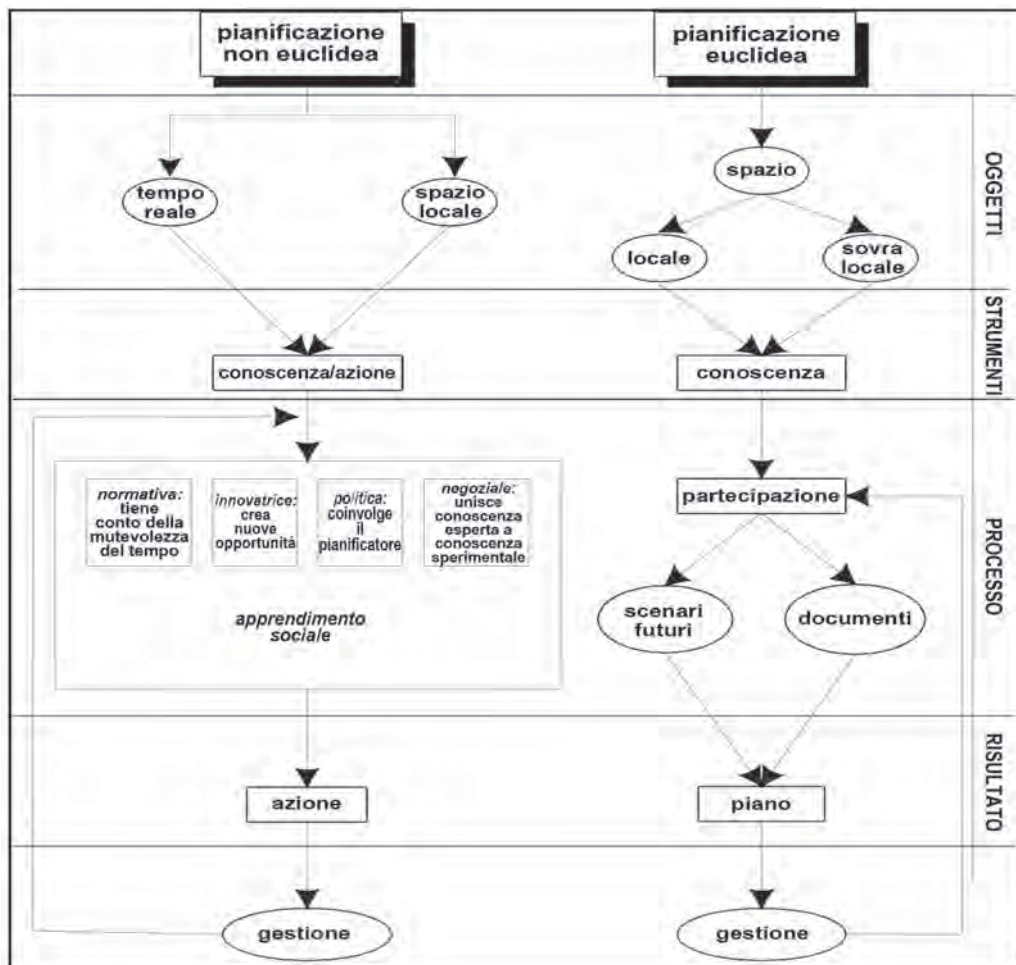 pianificazione
non euclidea
pianificazione
euclidea
OGGETTI
tempo
reale
spazio
locale
spazio
locale
sovra
locale
STRUMENTI
conoscenza/azione
conoscenza
PROCESSO
normativa:
tiene
conto della
mutevolezza
del tempo
innovatrice:
crea
nuove
opportunità
politica:
coinvolge
il
pianificatore
negoziale:
unisce
conoscenza
esperta a
conoscenza
sperimentale
apprendimento
sociale
partecipazione
scenari
futuri
documenti
RISULTATO
azione
piano
gestione
gestione